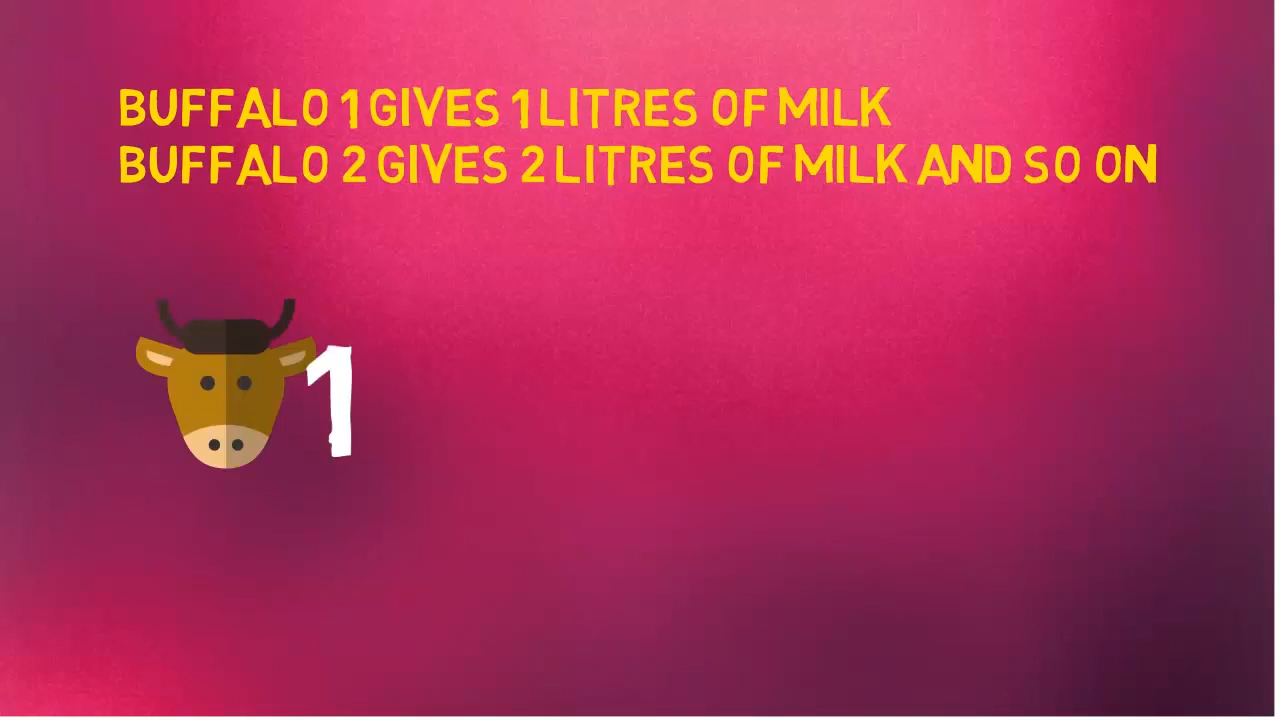 BUFFALO 1 GIVES 1 LITRES OF MILK
BUFFALO 2 GIVES 2 LITRES OF MILK AND SO ON
1